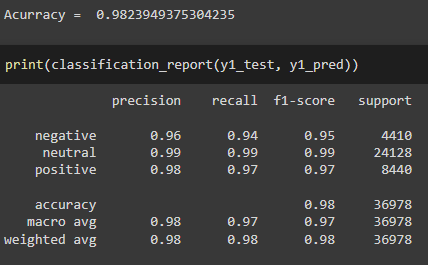 Acurracy =  0.9823949375304235
print(classification_report(y1_test, y1_pred))
precision    recall  f1-score   support
negative       0.96      0.94      0.95      4410
neutral       0.99      0.99      0.99     24128
positive       0.98      0.97      0.97      8440
accuracy                           0.98     36978
macro avg       0.98      0.97      0.97     36978
weighted avg       0.98      0.98      0.98     36978